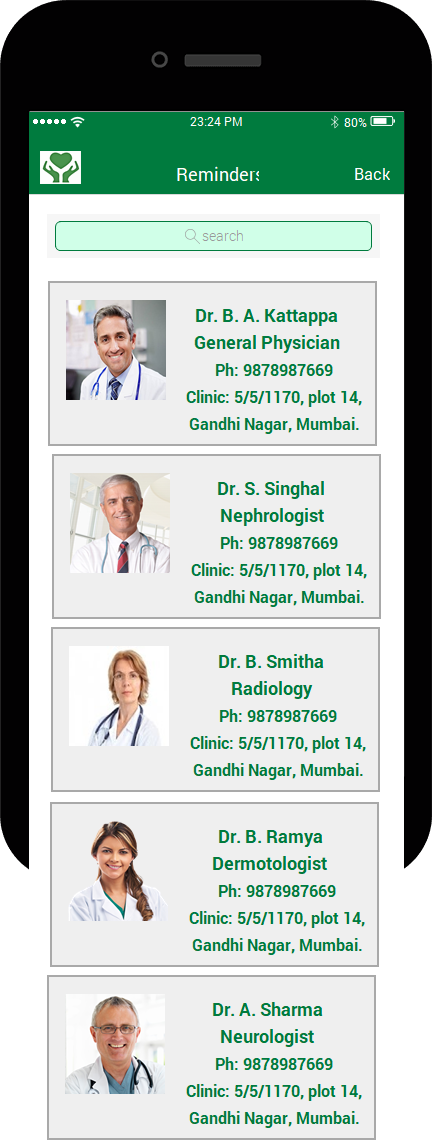 23:24 PM
80%
Reminders
Back
search
Dr. B. A. Kattappa
General Physician
Ph: 9878987669
Clinic: 5/5/1170, plot 14,
Gandhi Nagar, Mumbai.
Dr. S. Singhal
Nephrologist
Ph: 9878987669
Clinic: 5/5/1170, plot 14,
Gandhi Nagar, Mumbai.
Dr. B. Smitha
Radiology
Ph: 9878987669
Clinic: 5/5/1170, plot 14,
Gandhi Nagar, Mumbai.
Dr. B. Ramya
Dermotologist
Ph: 9878987669
Clinic: 5/5/1170, plot 14,
Gandhi Nagar, Mumbai.
Dr. A. Sharma
Neurologist
Ph: 9878987669
Clinic: 5/5/1170, plot 14,
Gandhi Nagar, Mumbai.